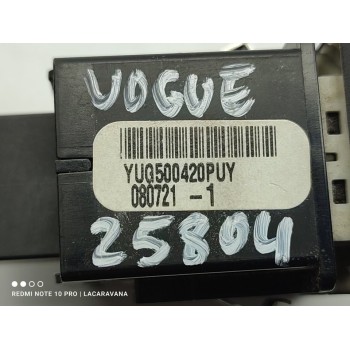 VOGUE
YUQ500420PUY
080721 -1
25804
REDMI NOTE 10 PRO | LACARAVANA